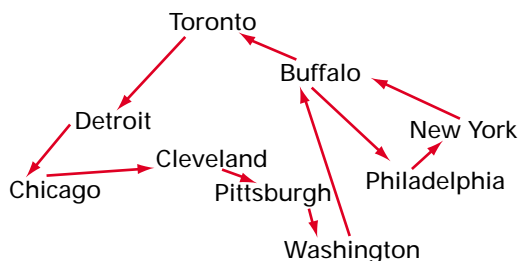 Toronto
Buffalo
Detroit
New York
Cleveland
Chicago
Pittsburgh
Philadelphia
Washington